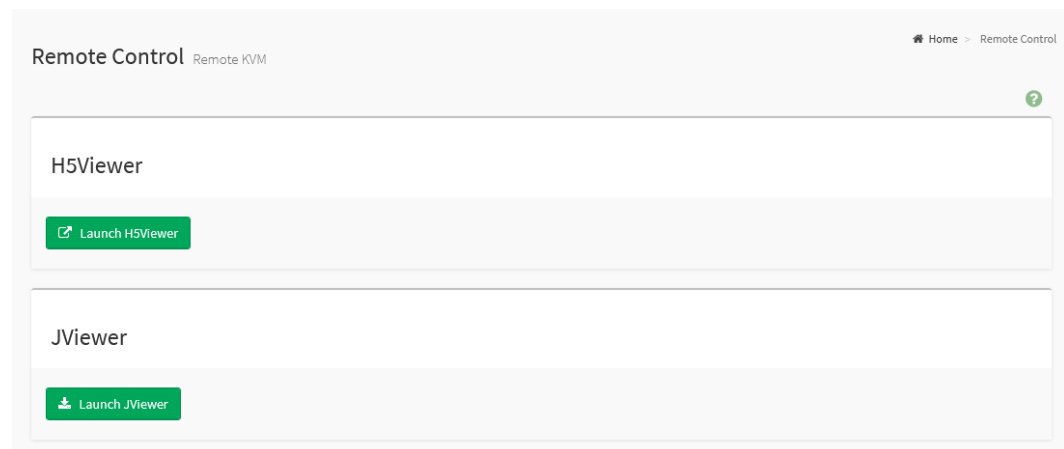 Home > Remote Control
Remote Control Remote KVM
?
H5Viewer
Launch H5Viewer
JViewer
Launch JViewer